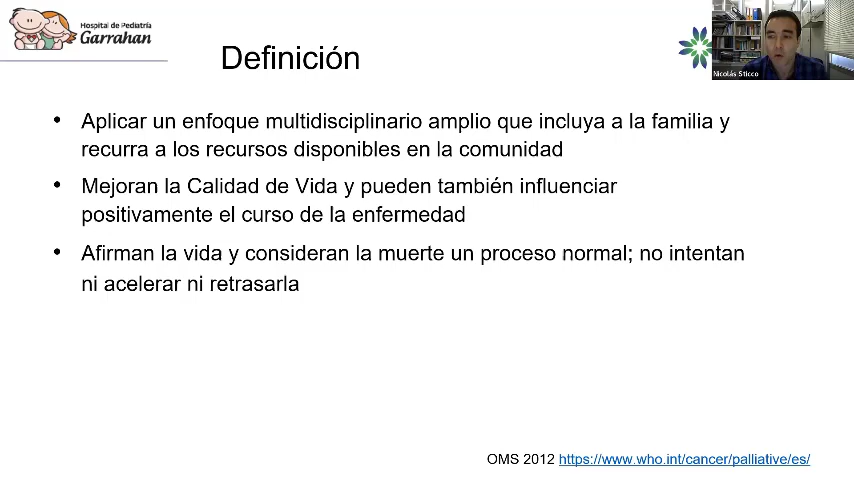 Hospital de Pediatría
Garrahan
Definición
Nicolás Sticco
• Aplicar un enfoque multidisciplinario amplio que incluya a la familia y
recurra a los recursos disponibles en la comunidad
• Mejoran la Calidad de Vida y pueden también influenciar
positivamente el curso de la enfermedad
• Afirman la vida y consideran la muerte un proceso normal; no intentan
ni acelerar ni retrasarla
OMS 2012 https://www.who.int/cancer/palliative/es/